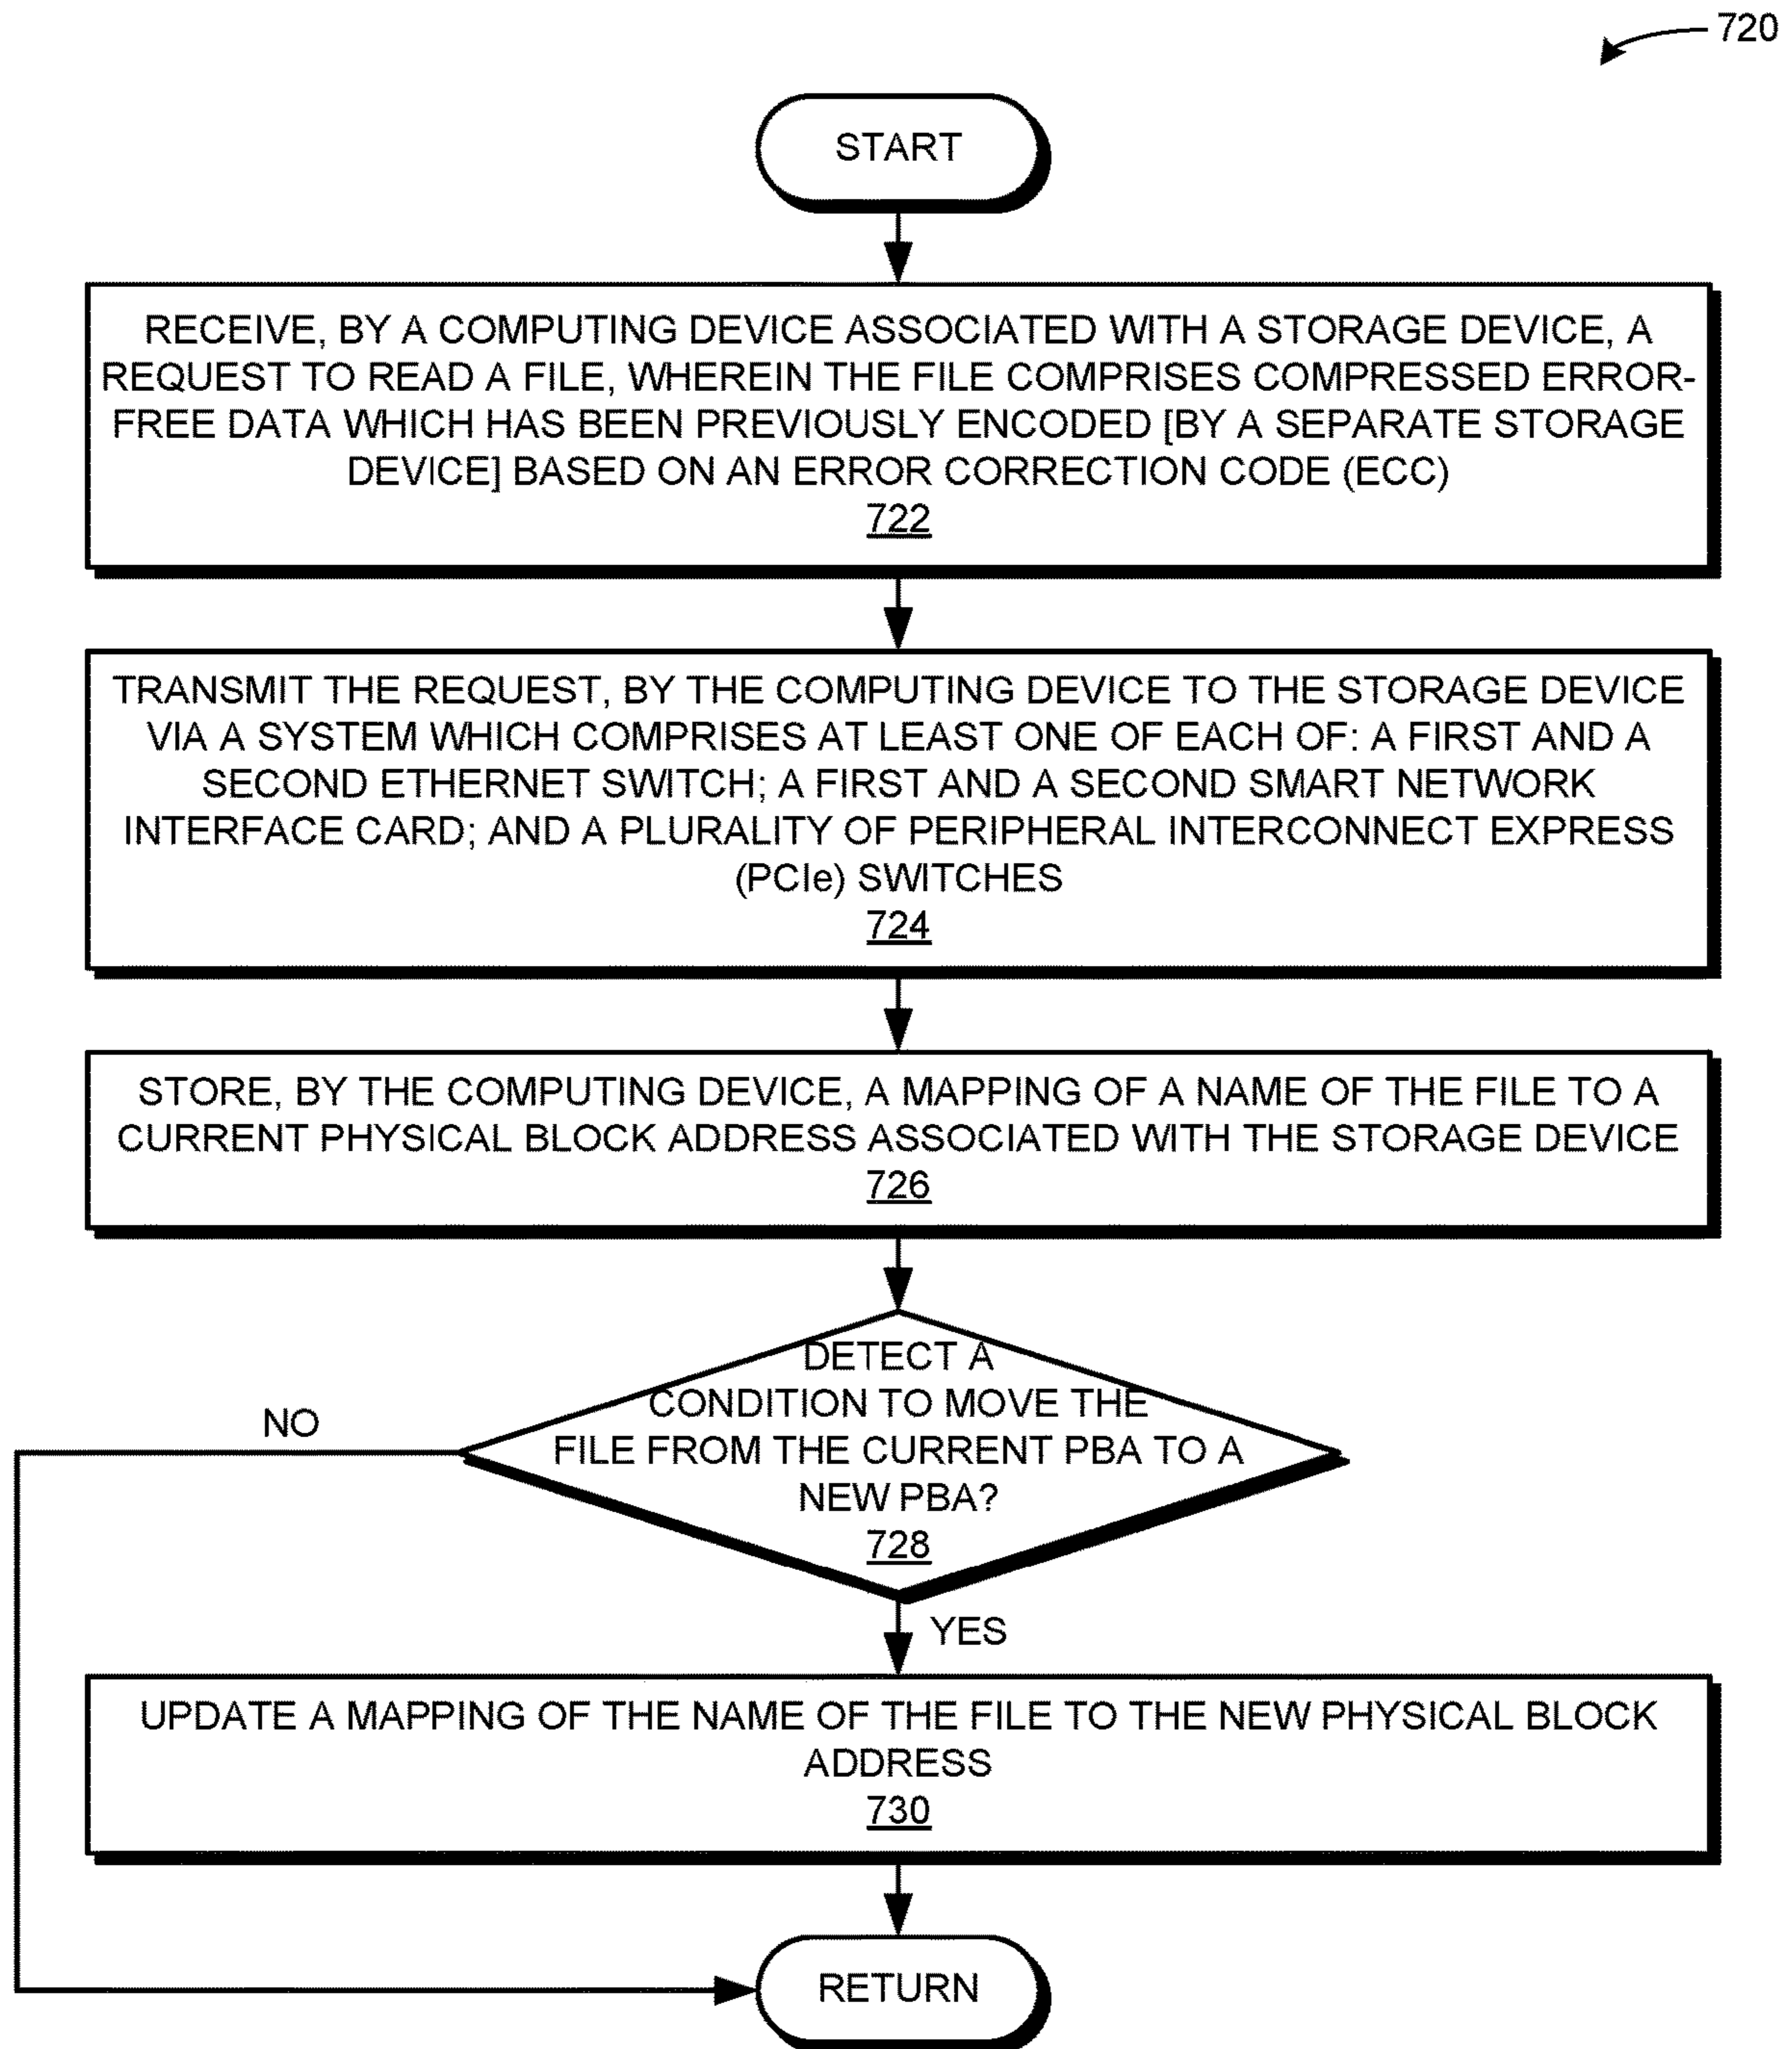 720
START
RECEIVE, BY A COMPUTING DEVICE ASSOCIATED WITH A STORAGE DEVICE, A
REQUEST TO READ A FILE, WHEREIN THE FILE COMPRISES COMPRESSED ERROR-
FREE DATA WHICH HAS BEEN PREVIOUSLY ENCODED [BY A SEPARATE STORAGE
DEVICE] BASED ON AN ERROR CORRECTION CODE (ECC)
722
TRANSMIT THE REQUEST, BY THE COMPUTING DEVICE TO THE STORAGE DEVICE
VIA A SYSTEM WHICH COMPRISES AT LEAST ONE OF EACH OF: A FIRST AND A
SECOND ETHERNET SWITCH; A FIRST AND A SECOND SMART NETWORK
INTERFACE CARD; AND A PLURALITY OF PERIPHERAL INTERCONNECT EXPRESS
(PCIe) SWITCHES
724
STORE, BY THE COMPUTING DEVICE, A MAPPING OF A NAME OF THE FILE TO A
CURRENT PHYSICAL BLOCK ADDRESS ASSOCIATED WITH THE STORAGE DEVICE
726
DETECT A
CONDITION TO MOVE THE
FILE FROM THE CURRENT PBA TO A
NEW PBA?
728
NO
YES
UPDATE A MAPPING OF THE NAME OF THE FILE TO THE NEW PHYSICAL BLOCK
ADDRESS
730
RETURN